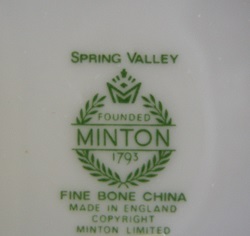 SPRING VALLEY
FOUNDED
MINTON
1793
FINE BONE CHINA
MADE IN ENGLAND
COPYRIGHT
MINTON LIMITED